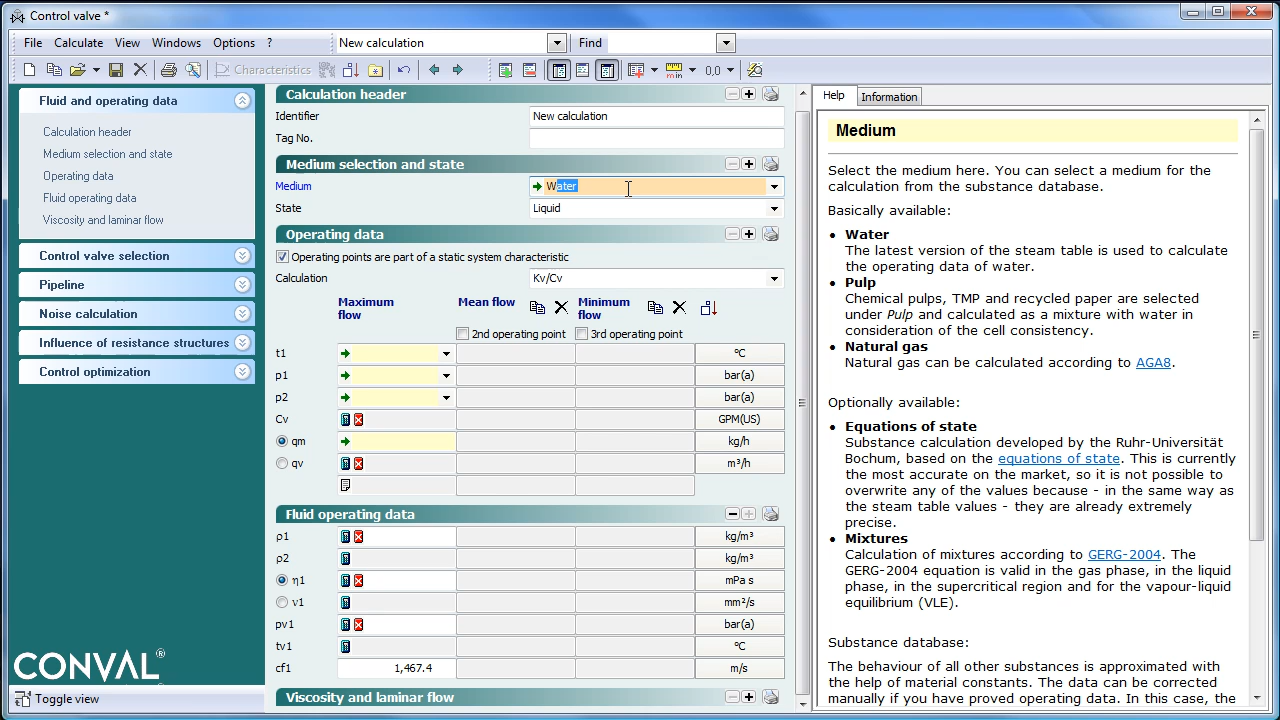 Control valve *
File Calculate View Windows Options ? New calculation Find
Characteristics 0,0
Fluid and operating data
Calculation header
Medium selection and state
Operating data
Fluid operating data
Viscosity and laminar flow
Control valve selection
Pipeline
Noise calculation
Influence of resistance structures
Control optimization
CONVAL®
Toggle view
Calculation header
Identifier New calculation
Tag No.
Medium selection and state
Medium Water
State Liquid
Operating data
Operating points are part of a static system characteristic
Calculation Kv/Cv
Maximum flow Mean flow Minimum flow
2nd operating point 3rd operating point
t1 °C
p1 bar(a)
p2 bar(a)
Cv GPM(US)
qm kg/h
qv m³/h
Fluid operating data
ρ1 kg/m³
ρ2 kg/m³
η1 mPa s
ν1 mm²/s
pv1 bar(a)
tv1 °C
cf1 1,467.4 m/s
Viscosity and laminar flow
Help Information
Medium
Select the medium here. You can select a medium for the
calculation from the substance database.
Basically available:
• Water
The latest version of the steam table is used to calculate
the operating data of water.
• Pulp
Chemical pulps, TMP and recycled paper are selected
under Pulp and calculated as a mixture with water in
consideration of the cell consistency.
• Natural gas
Natural gas can be calculated according to AGA8.
Optionally available:
• Equations of state
Substance calculation developed by the Ruhr-Universität
Bochum, based on the equations of state. This is currently
the most accurate on the market, so it is not possible to
overwrite any of the values because - in the same way as
the steam table values - they are already extremely
precise.
• Mixtures
Calculation of mixtures according to GERG-2004. The
GERG-2004 equation is valid in the gas phase, in the liquid
phase, in the supercritical region and for the vapour-liquid
equilibrium (VLE).
Substance database:
The behaviour of all other substances is approximated with
the help of material constants. The data can be corrected
manually if you have proved operating data. In this case, the